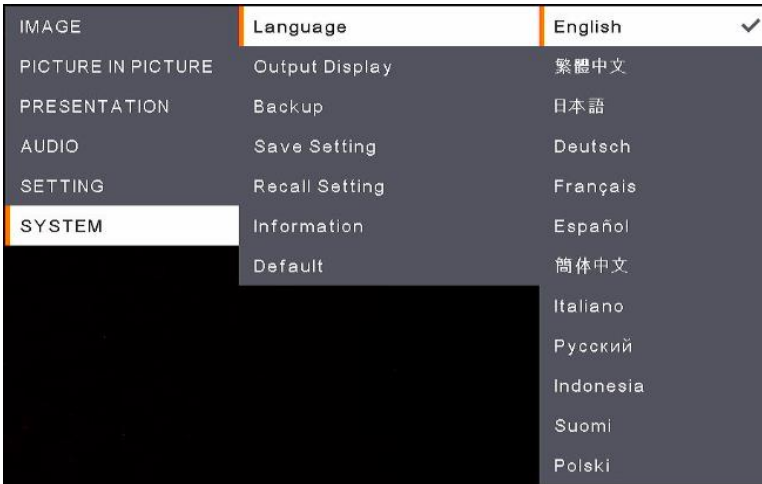 IMAGE
PICTURE IN PICTURE
PRESENTATION
AUDIO
SETTING
SYSTEM
Language
Output Display
Backup
Save Setting
Recall Setting
Information
Default
English
繁體中文
日本語
Deutsch
Français
Español
简体中文
Italiano
Русский
Indonesia
Suomi
Polski